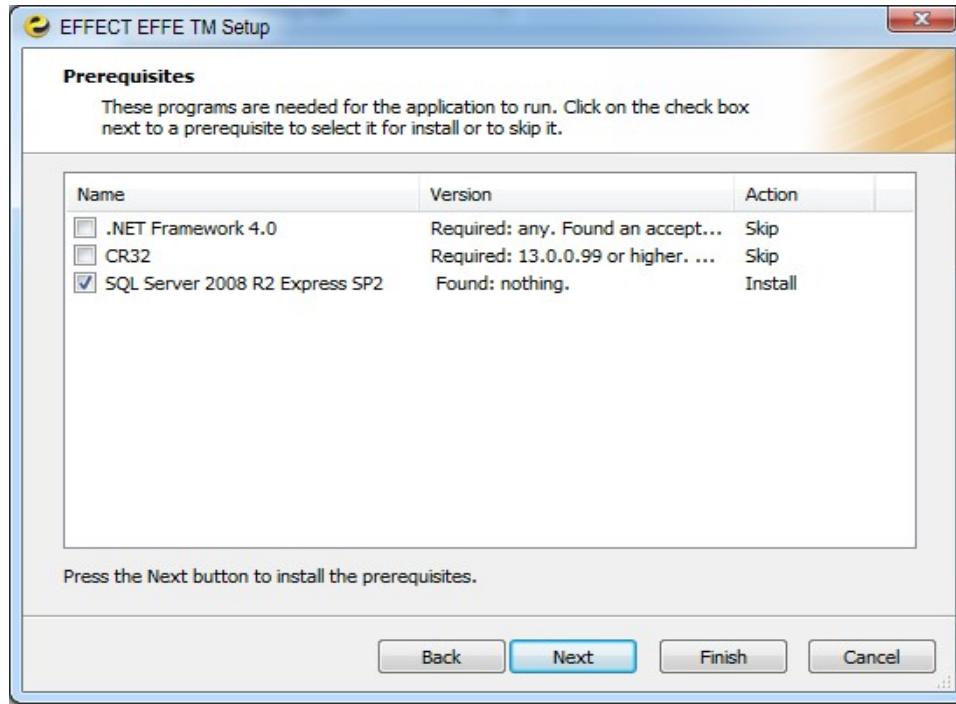 EFFECT EFFE TM Setup
Prerequisites
These programs are needed for the application to run. Click on the check box
next to a prerequisite to select it for install or to skip it.
Name Version Action
.NET Framework 4.0 Required: any. Found an accept... Skip
CR32 Required: 13.0.0.99 or higher. ... Skip
SQL Server 2008 R2 Express SP2 Found: nothing. Install
Press the Next button to install the prerequisites.
Back Next Finish Cancel